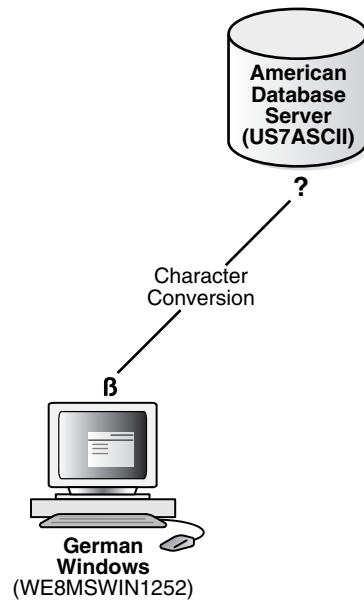 American
Database
Server
(US7ASCII)
?
Character
Conversion
ß
German
Windows
(WE8MSWIN1252)